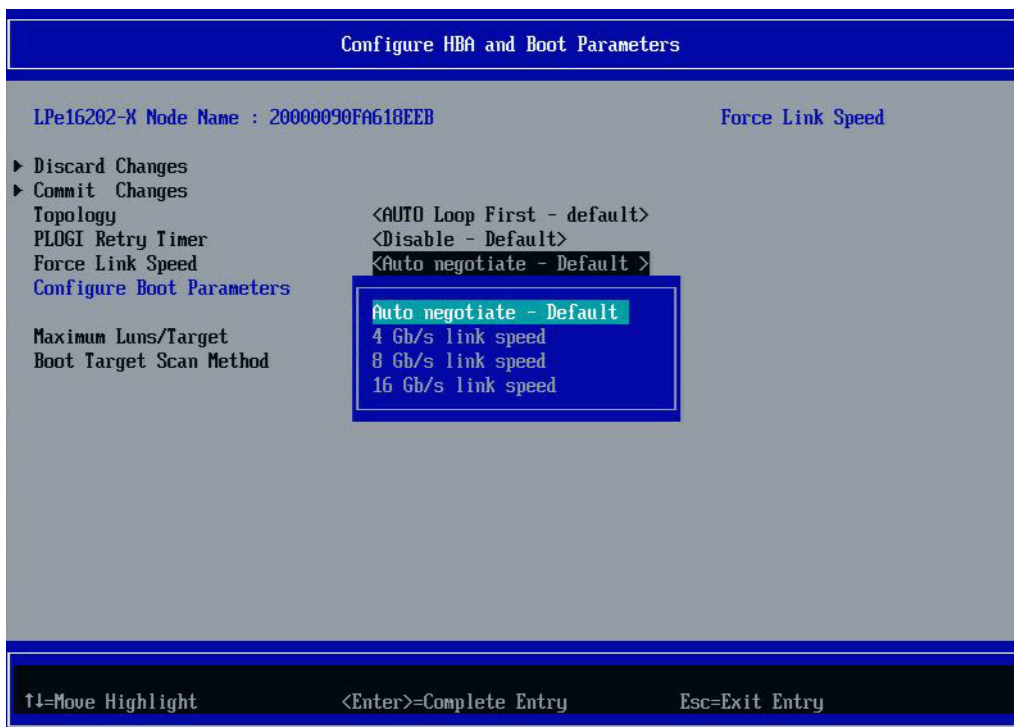 Configure HBA and Boot Parameters
LPe16202-X Node Name : 20000090FA618EEB Force Link Speed
Discard Changes
Commit Changes
Topology <AUTO Loop First - default>
PLOGI Retry Timer <Disable - Default>
Force Link Speed <Auto negotiate - Default >
Configure Boot Parameters
Auto negotiate - Default
Maximum Luns/Target 4 Gb/s link speed
Boot Target Scan Method 8 Gb/s link speed
16 Gb/s link speed
↑↓=Move Highlight <Enter>=Complete Entry Esc=Exit Entry